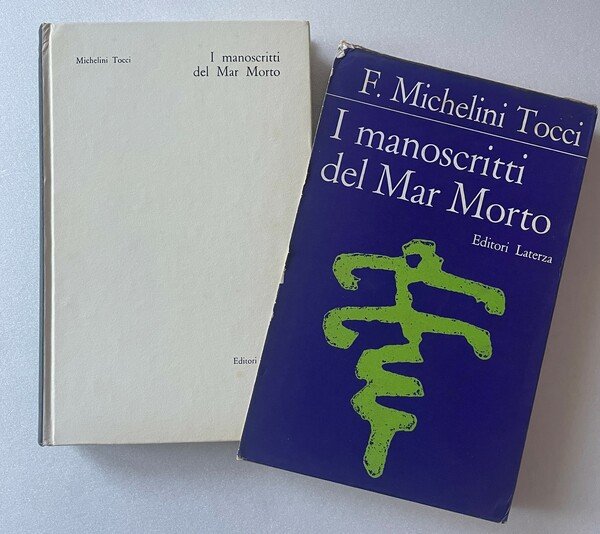 Michelini Tocci
I manoscritti
del Mar Morto
Editori
F. Michelini Tocci
I manoscritti
del Mar Morto
Editori Laterza